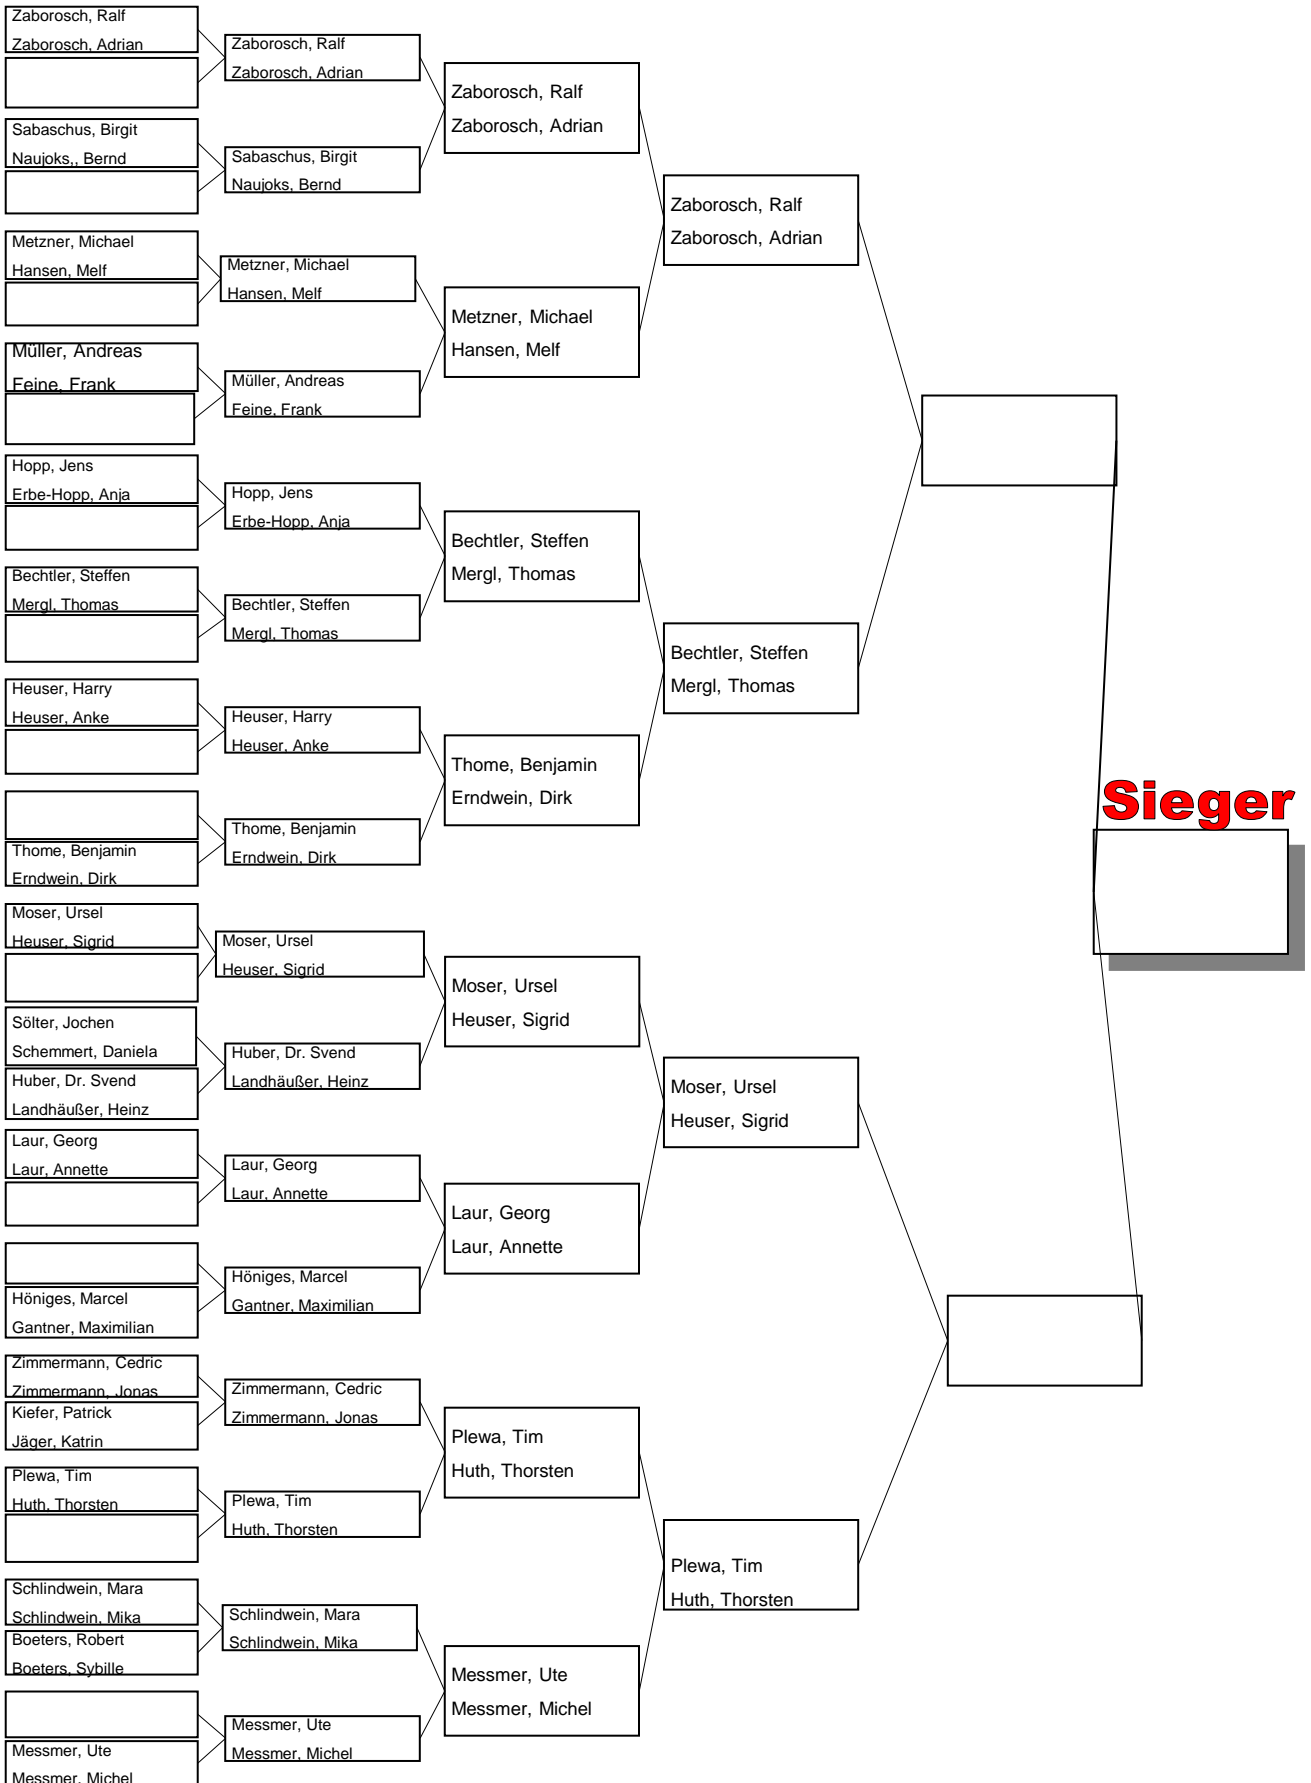 Zaborosch, Ralf
Zaborosch, Adrian
Sabaschus, Birgit
Naujoks,, Bernd
Metzner, Michael
Hansen, Melf
Müller, Andreas
Feine, Frank
Hopp, Jens
Erbe-Hopp, Anja
Bechtler, Steffen
Mergl, Thomas
Heuser, Harry
Heuser, Anke
Thome, Benjamin
Erndwein, Dirk
Moser, Ursel
Heuser, Sigrid
Sölter, Jochen
Schemmert, Daniela
Huber, Dr. Svend
Landhäußer, Heinz
Laur, Georg
Laur, Annette
Höniges, Marcel
Gantner, Maximilian
Zimmermann, Cedric
Zimmermann, Jonas
Kiefer, Patrick
Jäger, Katrin
Plewa, Tim
Huth, Thorsten
Schlindwein, Mara
Schlindwein, Mika
Boeters, Robert
Boeters, Sybille
Messmer, Ute
Messmer, Michel
Zaborosch, Ralf
Zaborosch, Adrian
Sabaschus, Birgit
Naujoks, Bernd
Metzner, Michael
Hansen, Melf
Müller, Andreas
Feine, Frank
Hopp, Jens
Erbe-Hopp, Anja
Bechtler, Steffen
Mergl, Thomas
Heuser, Harry
Heuser, Anke
Thome, Benjamin
Erndwein, Dirk
Moser, Ursel
Heuser, Sigrid
Huber, Dr. Svend
Landhäußer, Heinz
Laur, Georg
Laur, Annette
Höniges, Marcel
Gantner, Maximilian
Zimmermann, Cedric
Zimmermann, Jonas
Plewa, Tim
Huth, Thorsten
Schlindwein, Mara
Schlindwein, Mika
Messmer, Ute
Messmer, Michel
Zaborosch, Ralf
Zaborosch, Adrian
Metzner, Michael
Hansen, Melf
Bechtler, Steffen
Mergl, Thomas
Thome, Benjamin
Erndwein, Dirk
Moser, Ursel
Heuser, Sigrid
Laur, Georg
Laur, Annette
Plewa, Tim
Huth, Thorsten
Messmer, Ute
Messmer, Michel
Zaborosch, Ralf
Zaborosch, Adrian
Bechtler, Steffen
Mergl, Thomas
Moser, Ursel
Heuser, Sigrid
Plewa, Tim
Huth, Thorsten
Sieger